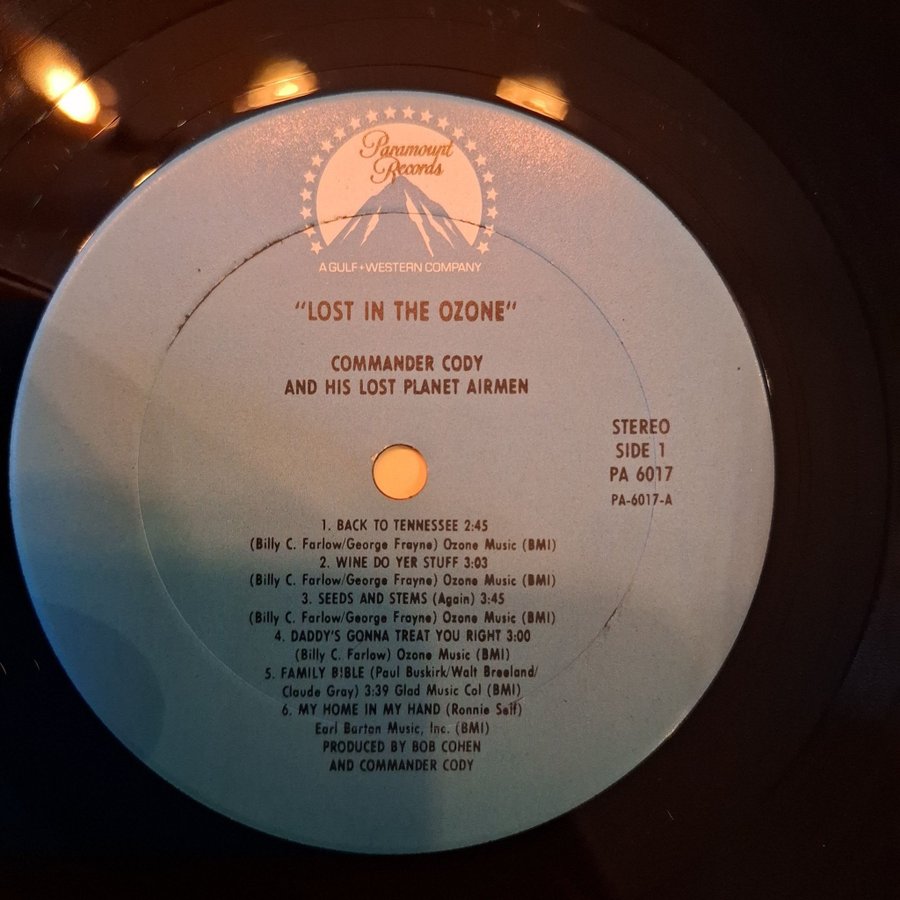 Paramount
Records
A GULF+WESTERN COMPANY
"LOST IN THE OZONE"
COMMANDER CODY
AND HIS LOST PLANET AIRMEN
STEREO
SIDE 1
PA 6017
PA-6017-A
1. BACK TO TENNESSEE 2:45
(Billy C. Farlow/George Frayne) Ozone Music (BMI)
2. WINE DO YER STUFF 3:03
(Billy C. Farlow/George Frayne) Ozone Music (BMI)
3. SEEDS AND STEMS (Again) 3:45
(Billy C. Farlow/George Frayne) Ozone Music (BMI)
4. DADDY'S GONNA TREAT YOU RIGHT 3:00
(Billy C. Farlow) Ozone Music (BMI)
5. FAMILY BIBLE (Paul Buskirk/Walt Breeland/
Claude Gray) 3:39 Glad Music Col (BMI)
6. MY HOME IN MY HAND (Ronnie Self)
Earl Barton Music, Inc. (BMI)
PRODUCED BY BOB COHEN
AND COMMANDER CODY